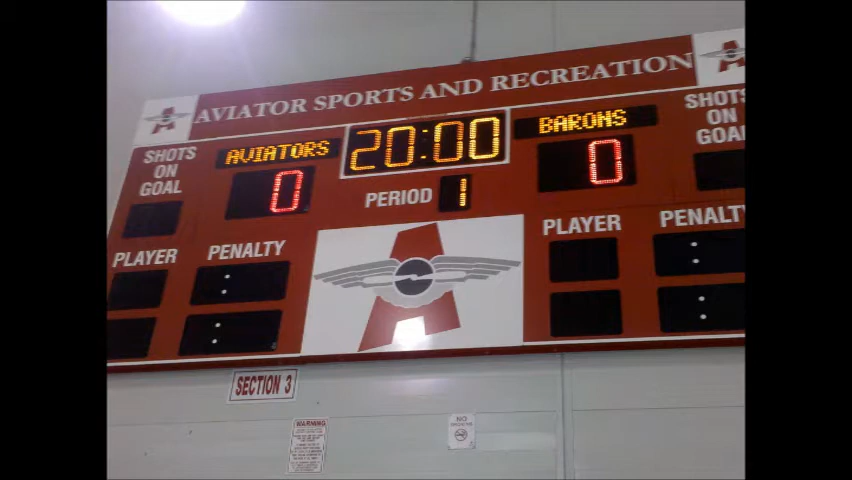 AVIATOR SPORTS AND RECREATION
A
A
SHOTS ON GOAL
AVIATORS
20:00
BARONS
SHOTS ON GOAL
0
PERIOD 1
0
PLAYER
PENALTY
PLAYER
PENALTY
:
:
:
:
A
SECTION 3
WARNING
NO